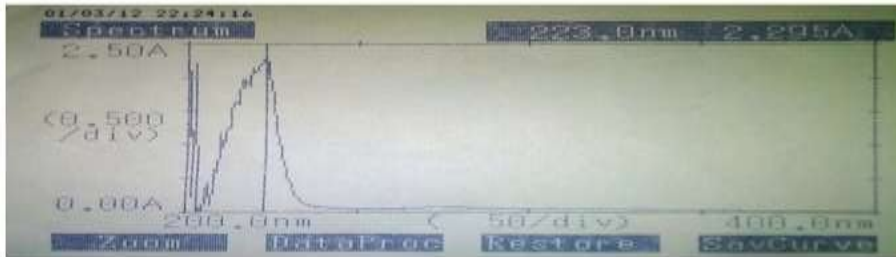 01/03/12 22:24:16
Spectrum 223.0nm 2.295A
2.50A
(0.500
/div)
0.00A
200.0nm ( 50/div) 400.0nm
Zoom DataProc Restore SavCurve